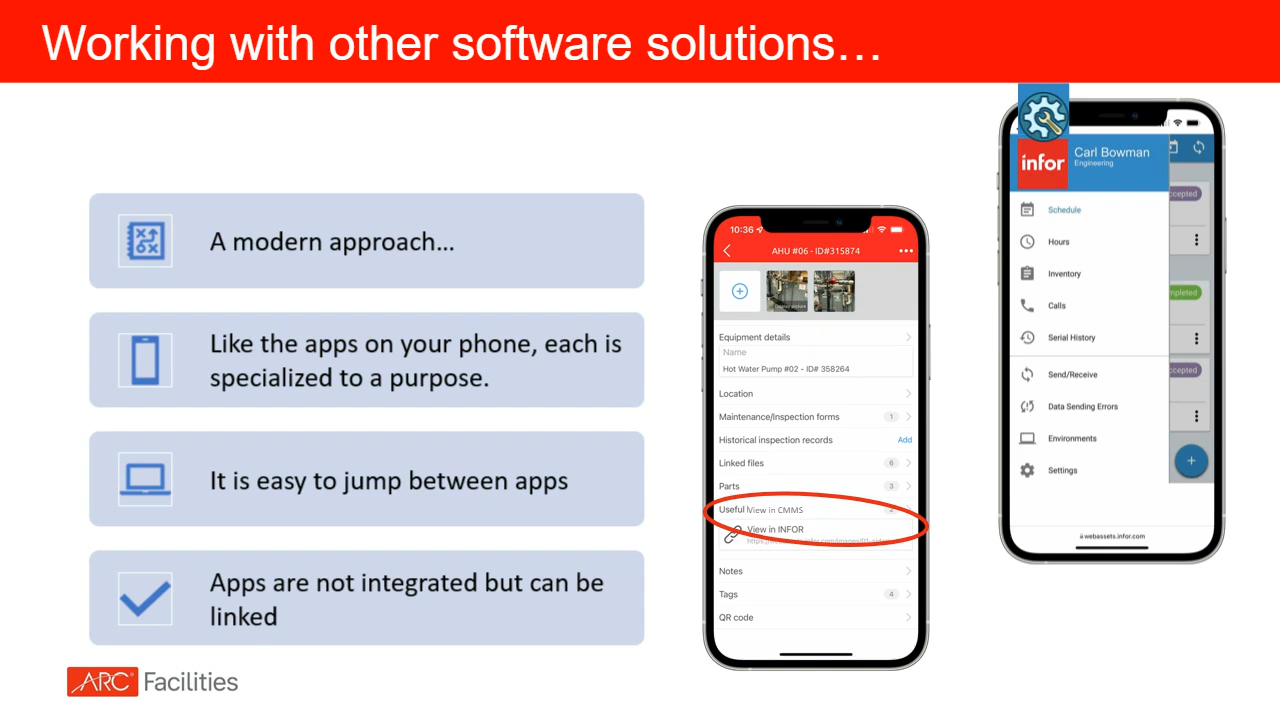 Working with other software solutions…
A modern approach…
Like the apps on your phone, each is
specialized to a purpose.
It is easy to jump between apps
Apps are not integrated but can be
linked
ARC Facilities
10:36
AHU #06 - ID#315874
Equipment details
Name
Hot Water Pump #02 - ID# 358264
Location
Maintenance/Inspection forms 1
Historical inspection records Add
Linked files 6
Parts 3
Useful View in CMMS
View in INFOR
Notes
Tags 4
QR code
infor
Carl Bowman
Engineering
Schedule
Hours
Inventory
Calls
Serial History
Send/Receive
Data Sending Errors
Environments
Settings
cepted
mpleted
cepted
webassets.infor.com